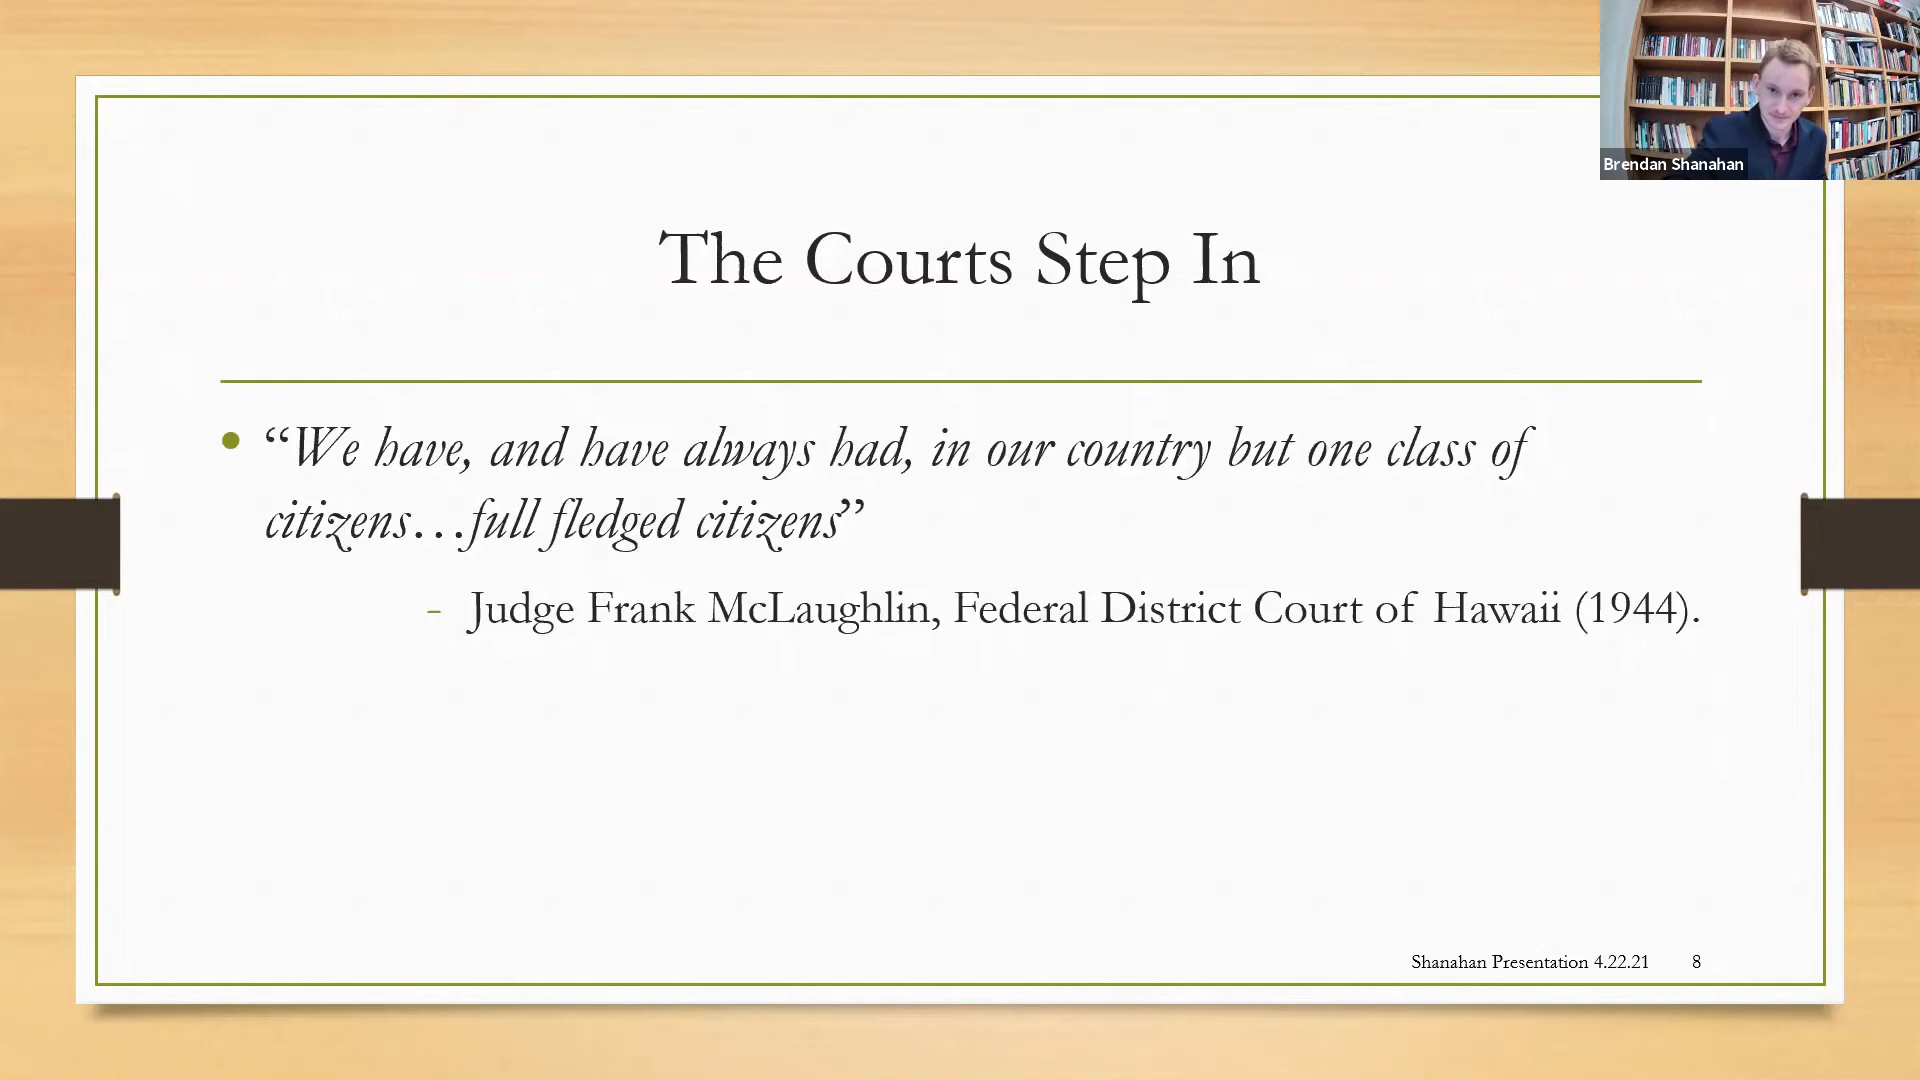 Brendan Shanahan
The Courts Step In
• “We have, and have always had, in our country but one class of
citizens…full fledged citizens”
- Judge Frank McLaughlin, Federal District Court of Hawaii (1944).
Shanahan Presentation 4.22.21 8